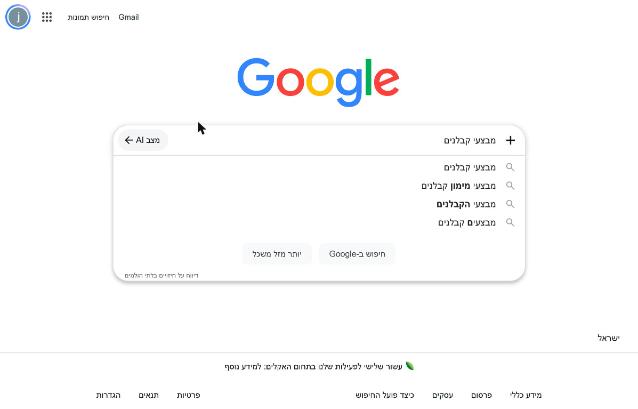 Gmail חיפוש תמונות
j
Google
מבצעי קבלנים
מצב AI
מבצעי קבלנים
מבצעי מימון קבלנים
מבצעי הקבלנים
מבצעים קבלנים
חיפוש ב-Google יותר מזל משכל
דיווח על חיזויים בלתי הולמים
ישראל
עשור שלישי לפעילות שלנו בתחום האקלים: למידע נוסף
מידע כללי פרסום עסקים כיצד פועל החיפוש פרטיות תנאים הגדרות